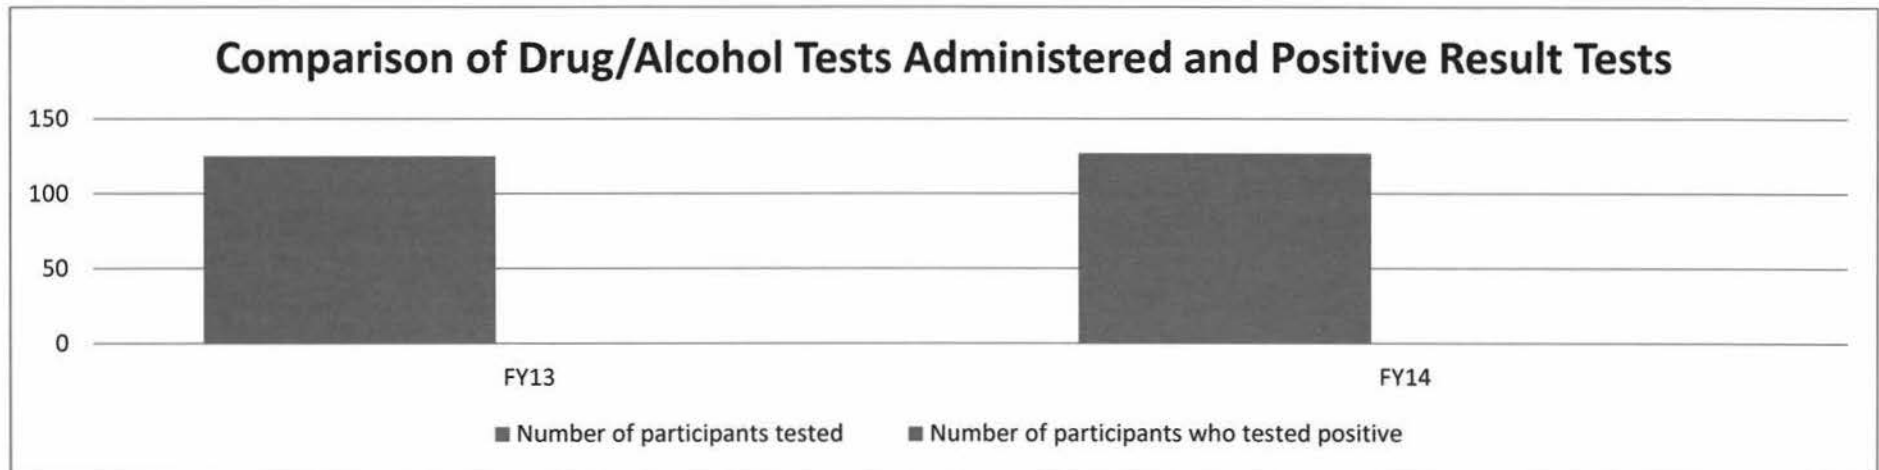 Comparison of Drug/Alcohol Tests Administered and Positive Result Tests
150
100
50
0
FY13 FY14
Number of participants tested Number of participants who tested positive